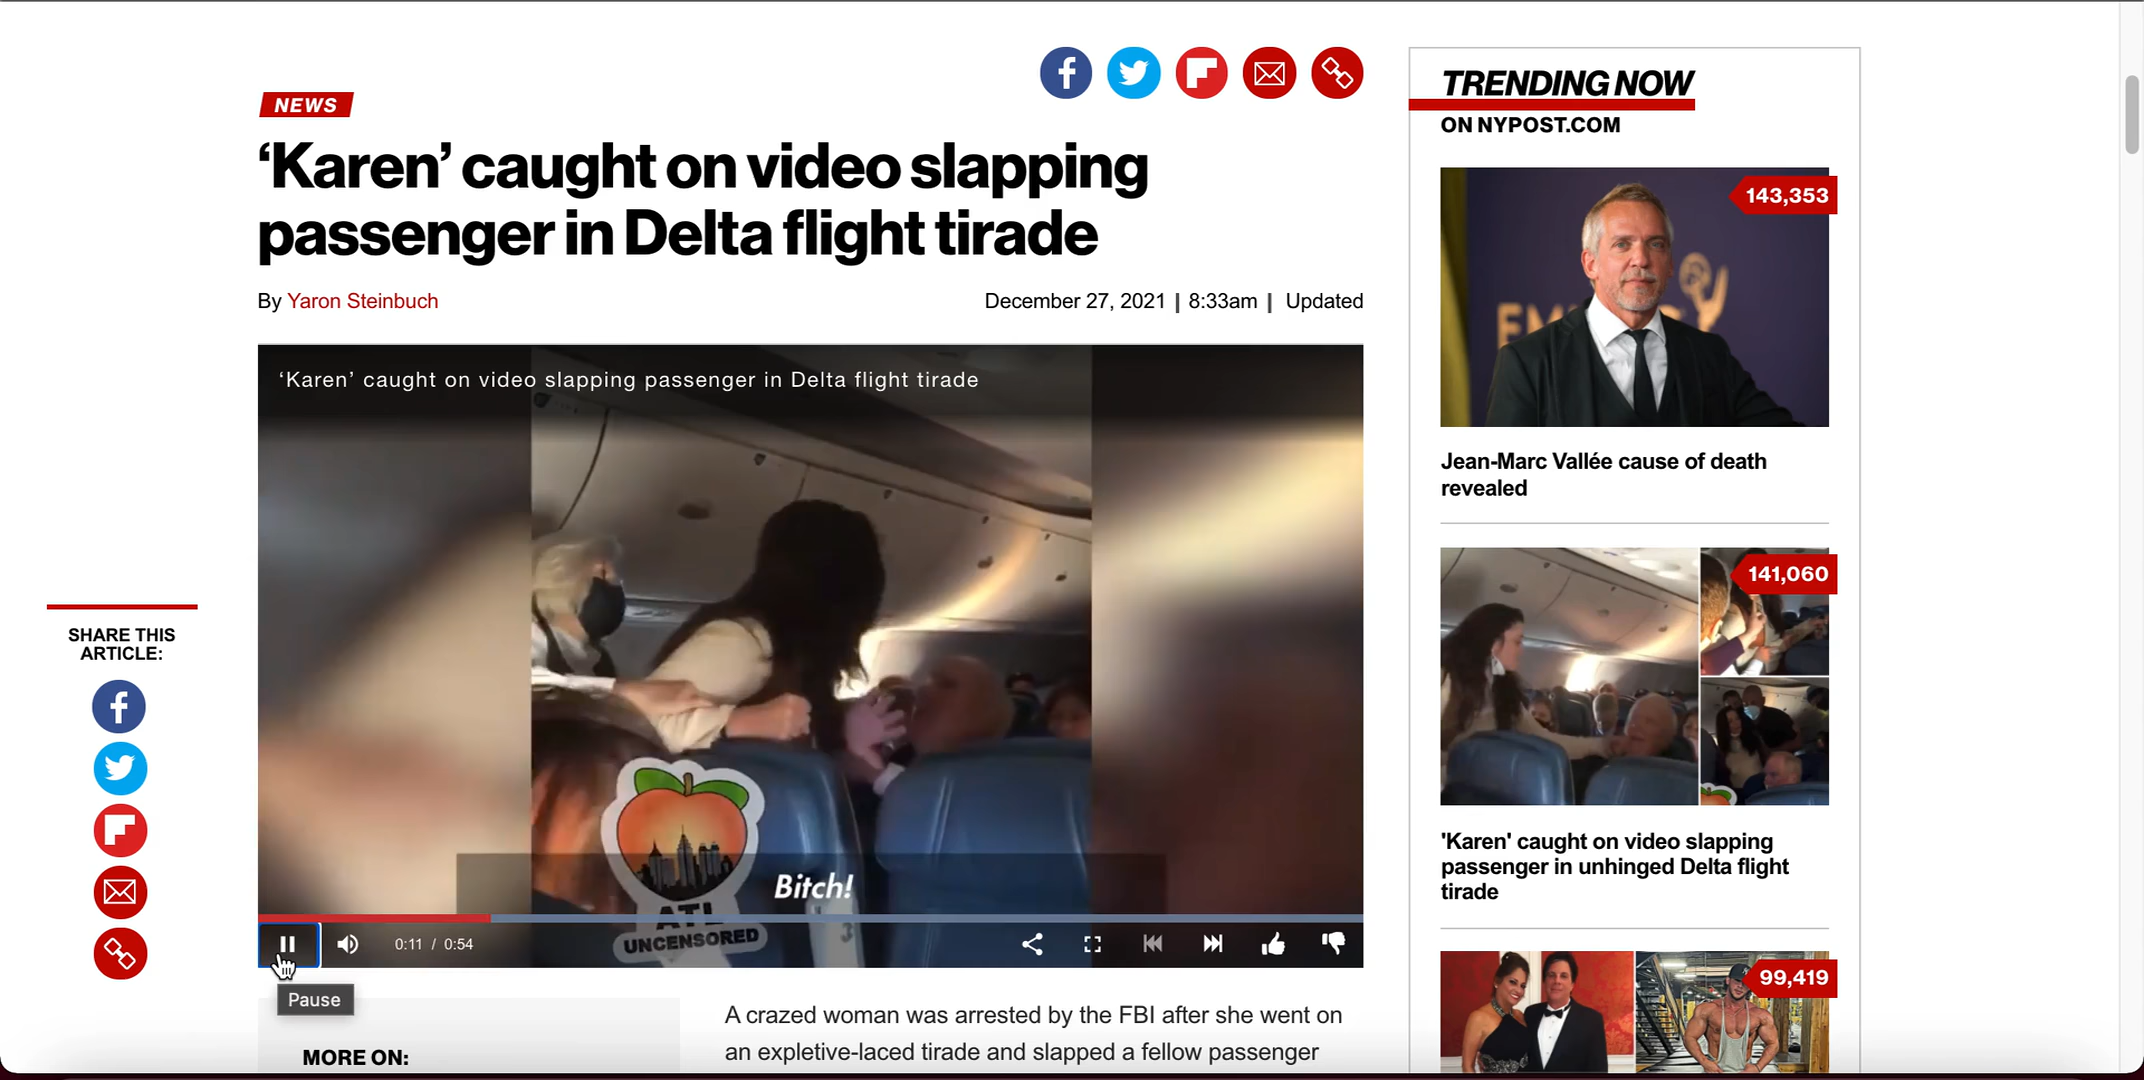 NEWS
‘Karen’ caught on video slapping
passenger in Delta flight tirade
By Yaron Steinbuch
December 27, 2021 | 8:33am | Updated
‘Karen’ caught on video slapping passenger in Delta flight tirade
Bitch!
ATL
UNCENSORED
0:11 / 0:54
Pause
SHARE THIS
ARTICLE:
MORE ON:
A crazed woman was arrested by the FBI after she went on
an expletive-laced tirade and slapped a fellow passenger
TRENDING NOW
ON NYPOST.COM
143,353
Jean-Marc Vallée cause of death
revealed
141,060
'Karen' caught on video slapping
passenger in unhinged Delta flight
tirade
99,419